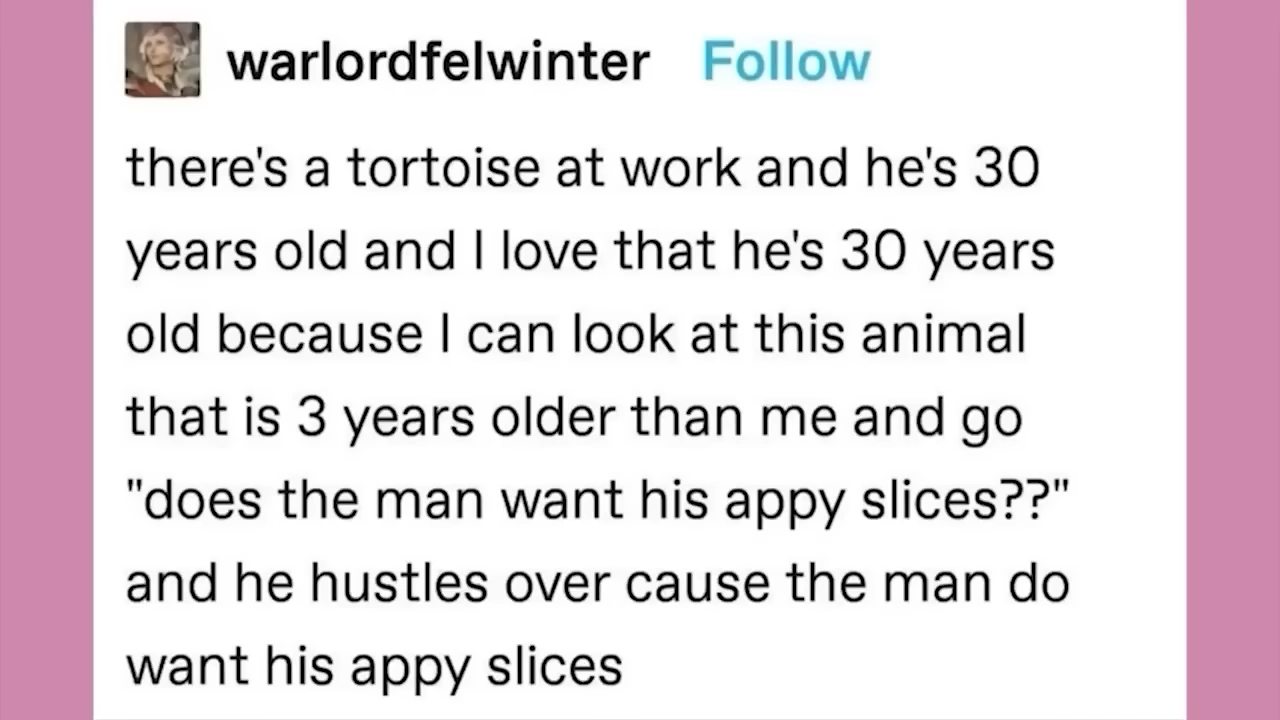 warlordfelwinter Follow
there's a tortoise at work and he's 30
years old and I love that he's 30 years
old because I can look at this animal
that is 3 years older than me and go
"does the man want his appy slices??"
and he hustles over cause the man do
want his appy slices